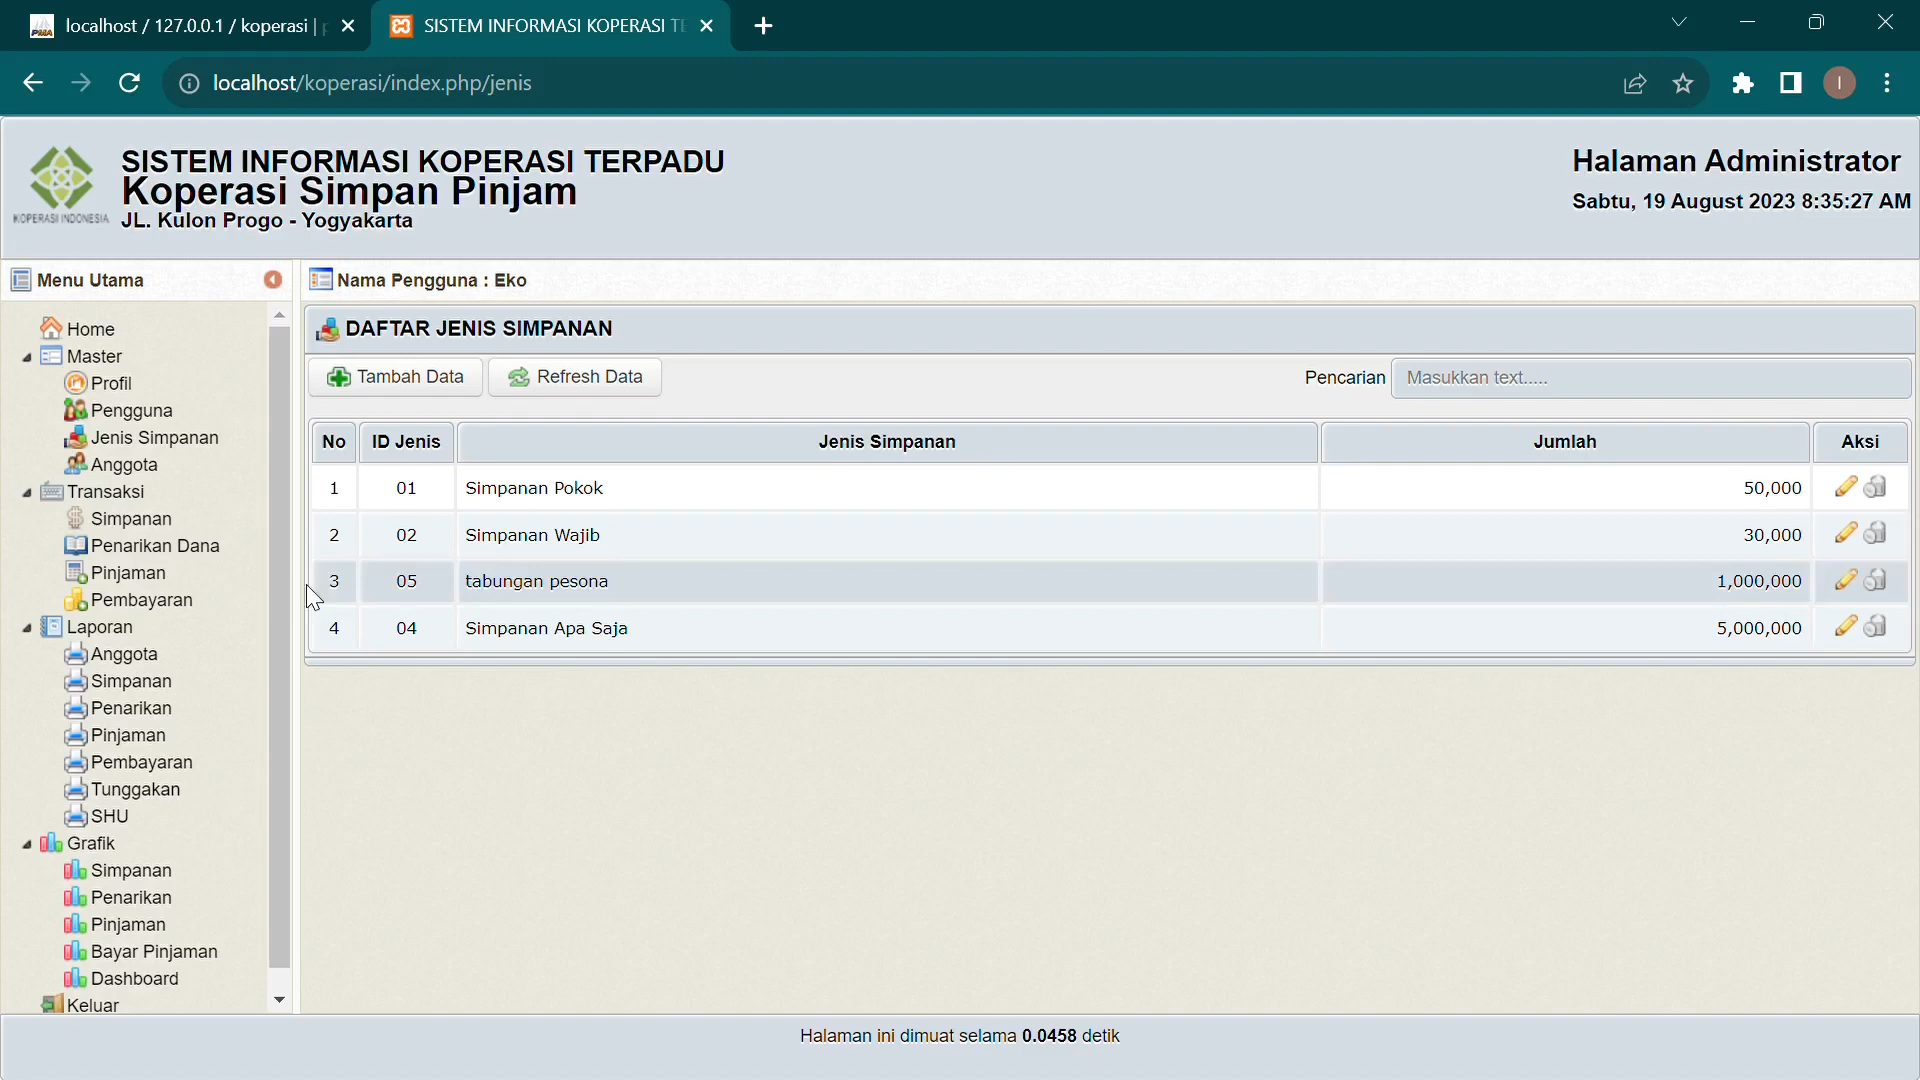 localhost / 127.0.0.1 / koperasi |
SISTEM INFORMASI KOPERASI TE
localhost/koperasi/index.php/jenis
I
KOPERASI INDONESIA
SISTEM INFORMASI KOPERASI TERPADU
Koperasi Simpan Pinjam
JL. Kulon Progo - Yogyakarta
Halaman Administrator
Sabtu, 19 August 2023 8:35:27 AM
Menu Utama
Home
Master
Profil
Pengguna
Jenis Simpanan
Anggota
Transaksi
Simpanan
Penarikan Dana
Pinjaman
Pembayaran
Laporan
Anggota
Simpanan
Penarikan
Pinjaman
Pembayaran
Tunggakan
SHU
Grafik
Simpanan
Penarikan
Pinjaman
Bayar Pinjaman
Dashboard
Keluar
Nama Pengguna : Eko
DAFTAR JENIS SIMPANAN
Tambah Data Refresh Data Pencarian Masukkan text.....
No ID Jenis Jenis Simpanan Jumlah Aksi
1 01 Simpanan Pokok 50,000
2 02 Simpanan Wajib 30,000
3 05 tabungan pesona 1,000,000
4 04 Simpanan Apa Saja 5,000,000
Halaman ini dimuat selama 0.0458 detik